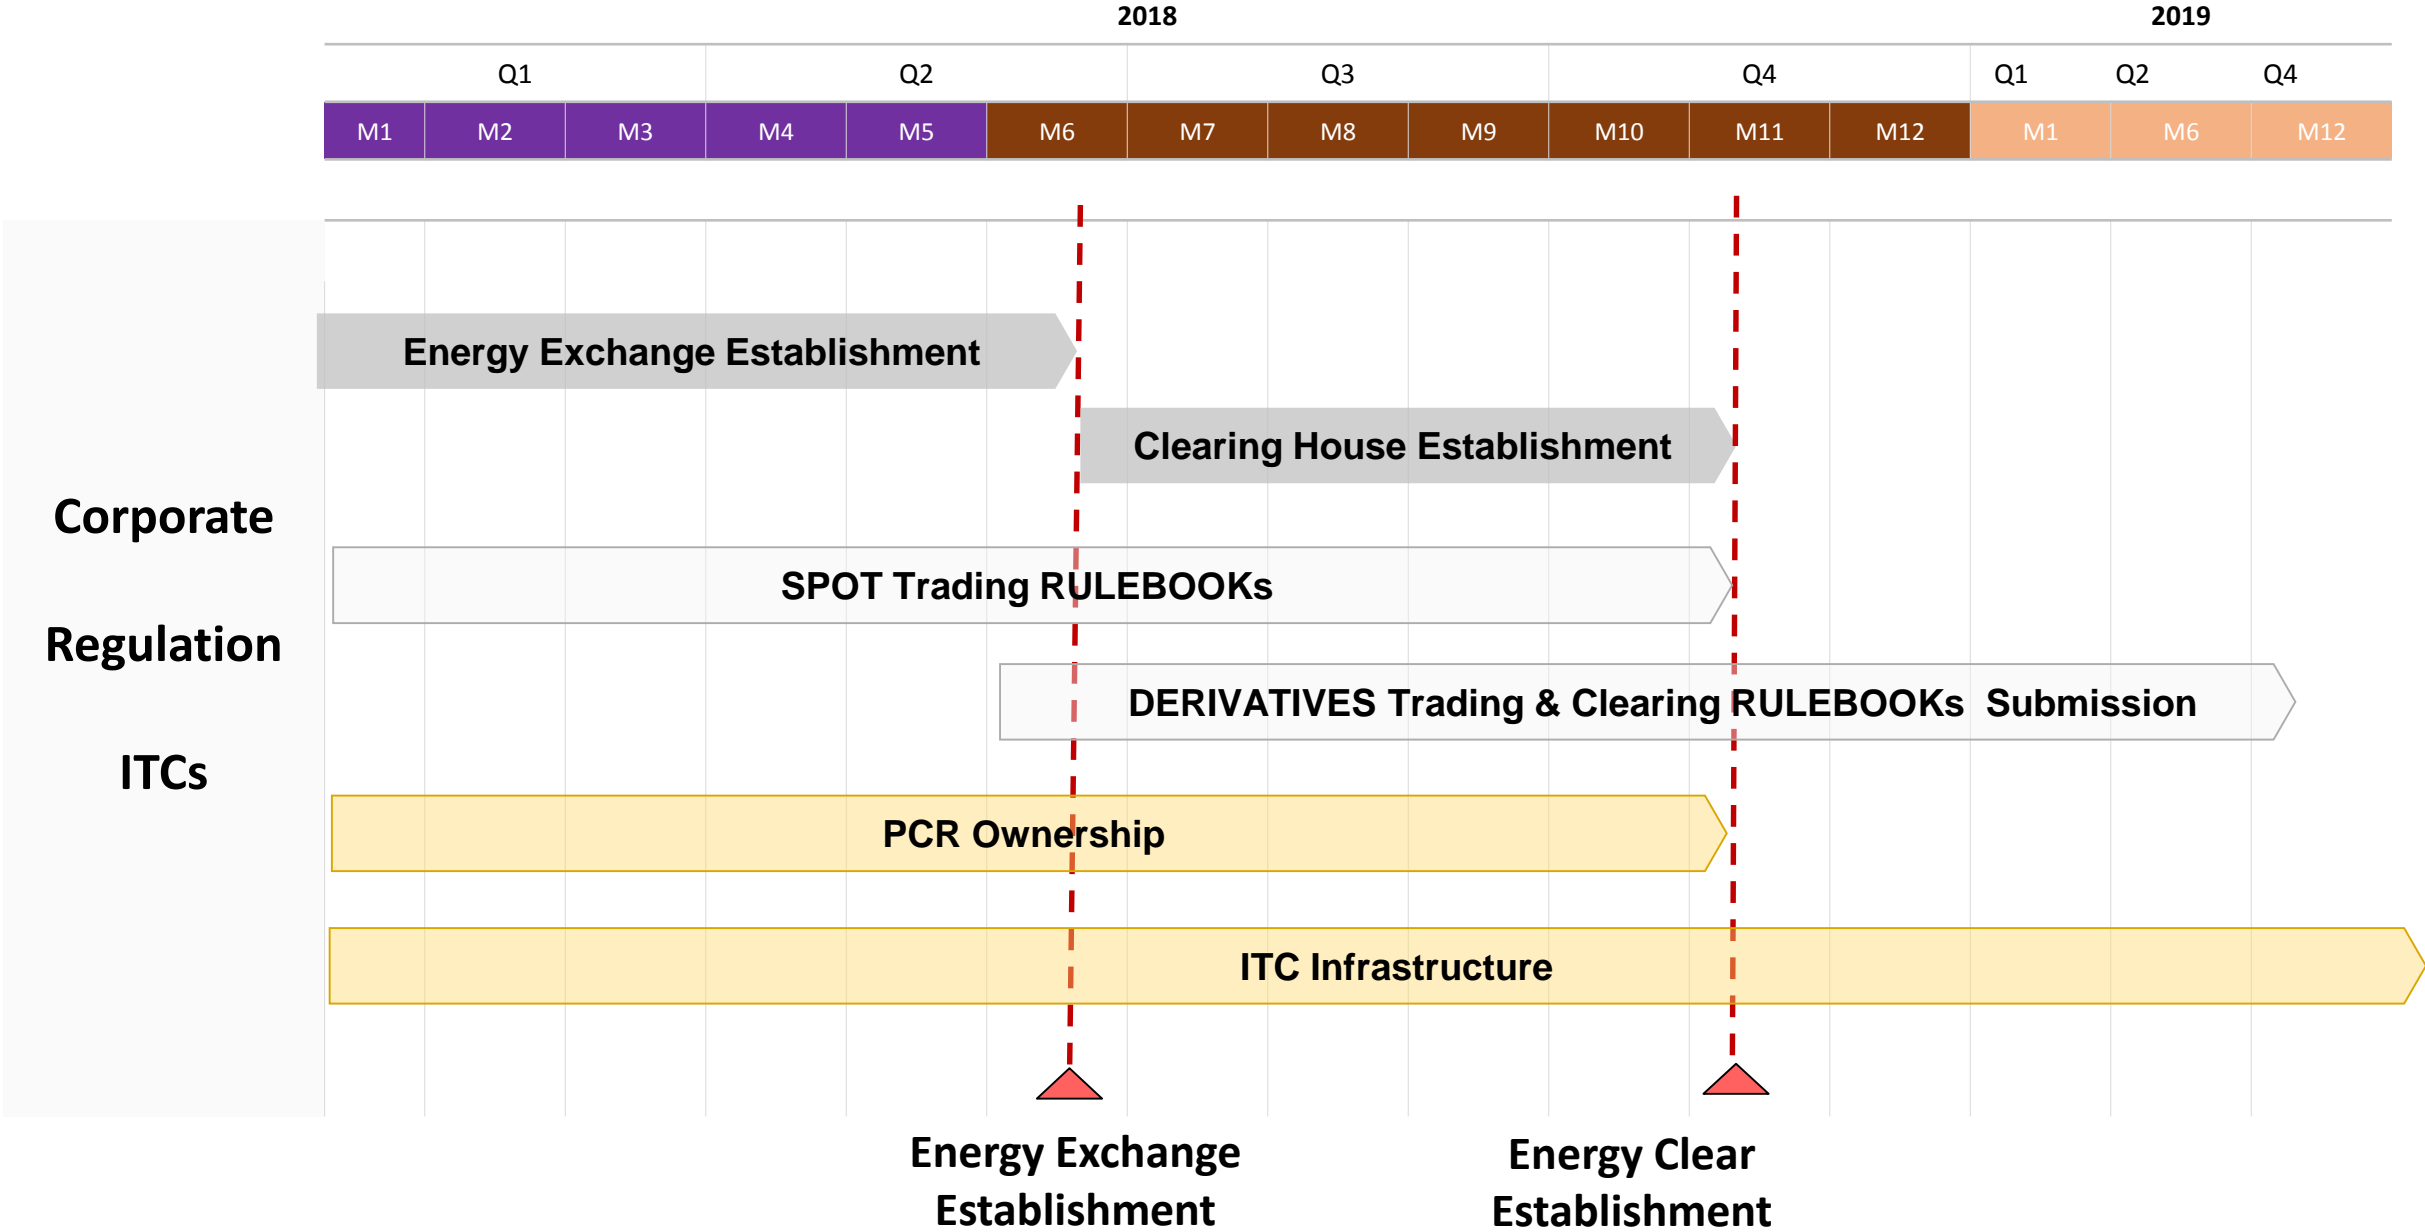 2018 2019
Q1 Q2 Q3 Q4 Q1 Q2 Q4
M1 M2 M3 M4 M5 M6 M7 M8 M9 M10 M11 M12 M1 M6 M12
Energy Exchange Establishment
Clearing House Establishment
Corporate
SPOT Trading RULEBOOKs
Regulation
DERIVATIVES Trading & Clearing RULEBOOKs Submission
ITCs
PCR Ownership
ITC Infrastructure
Energy Exchange
Establishment
Energy Clear
Establishment